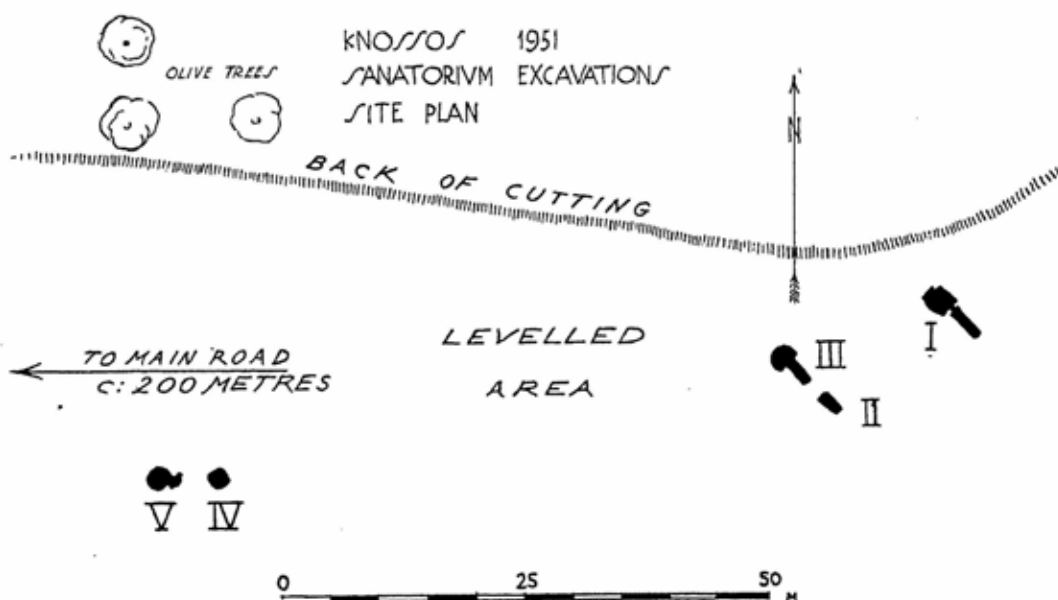 KNOSSOS 1951
OLIVE TREES
SANATORIVM EXCAVATIONS
SITE PLAN
BACK OF CUTTING
N
I
LEVELLED
III
TO MAIN ROAD
C: 200 METRES
AREA
II
V IV
0 25 50 M